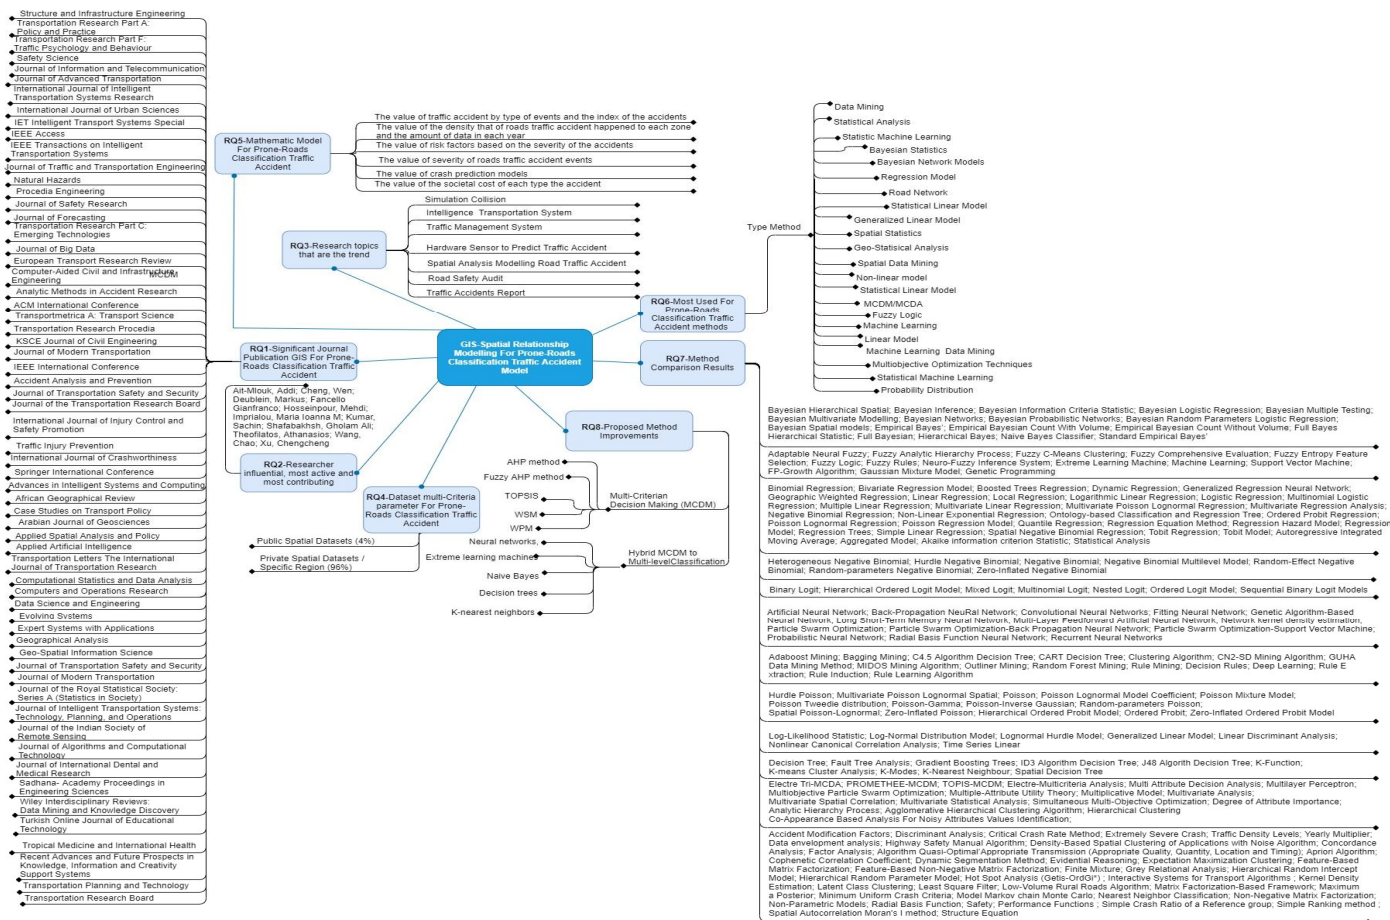 Structure and Infrastructure Engineering
Transportation Research Part A:
Policy and Practice
Transportation Research Part F:
Traffic Psychology and Behaviour
Safety Science
Journal of Information and Telecommunication
Journal of Advanced Transportation
International Journal of Intelligent
Transportation Systems Research
International Journal of Urban Sciences
IET Intelligent Transport Systems Special
IEEE Access
IEEE Transactions on Intelligent
Transportation Systems
Journal of Traffic and Transportation Engineering
Natural Hazards
Procedia Engineering
Journal of Safety Research
Journal of Forecasting
Transportation Research Part C:
Emerging Technologies
Journal of Big Data
European Transport Research Review
Computer-Aided Civil and Infrastructure
Engineering
MCDM
Analytic Methods in Accident Research
ACM International Conference
Transportmetrica A: Transport Science
Transportation Research Procedia
KSCE Journal of Civil Engineering
Journal of Modern Transportation
IEEE International Conference
Accident Analysis and Prevention
Journal of Transportation Safety and Security
Journal of the Transportation Research Board
International Journal of Injury Control and
Safety Promotion
Traffic Injury Prevention
International Journal of Crashworthiness
Springer International Conference
Advances in Intelligent Systems and Computing
African Geographical Review
Case Studies on Transport Policy
Arabian Journal of Geosciences
Applied Spatial Analysis and Policy
Applied Artificial Intelligence
Transportation Letters The International
Journal of Transportation Research
Computational Statistics and Data Analysis
Computers and Operations Research
Data Science and Engineering
Evolving Systems
Expert Systems with Applications
Geographical Analysis
Geo-Spatial Information Science
Journal of Transportation Safety and Security
Journal of Modern Transportation
Journal of the Royal Statistical Society:
Series A (Statistics in Society)
Journal of Intelligent Transportation Systems:
Technology, Planning, and Operations
Journal of the Indian Society of
Remote Sensing
Journal of Algorithms and Computational
Technology
Journal of International Dental and
Medical Research
Sadhana- Academy Proceedings in
Engineering Sciences
Wiley Interdisciplinary Reviews:
Data Mining and Knowledge Discovery
Turkish Online Journal of Educational
Technology
Tropical Medicine and International Health
Recent Advances and Future Prospects in
Knowledge, Information and Creativity
Support Systems
Transportation Planning and Technology
Transportation Research Board
RQ5-Mathematic Model
For Prone-Roads
Classification Traffic
Accident
The value of traffic accident by type of events and the index of the accidents
The value of the density that of roads traffic accident happened to each zone
and the amount of data in each year
The value of risk factors based on the severity of the accidents
The value of severity of roads traffic accident events
The value of crash prediction models
The value of the societal cost of each type the accident
RQ3-Research topics
that are the trend
Simulation Collision
Intelligence Transportation System
Traffic Management System
Hardware Sensor to Predict Traffic Accident
Spatial Analysis Modelling Road Traffic Accident
Road Safety Audit
Traffic Accidents Report
GIS-Spatial Relationship
Modelling For Prone-Roads
Classification Traffic Accident
Model
RQ1-Significant Journal
Publication GIS For Prone-
Roads Classification Traffic
Accident
Ait-Mlouk, Addi; Cheng, Wen;
Deublein, Markus; Fancello
Gianfranco; Hosseinpour, Mehdi;
Imprialou, Maria Ioanna M; Kumar,
Sachin; Shafabakhsh, Gholam Ali;
Theofilatos, Athanasios; Wang,
Chao; Xu, Chengcheng
RQ2-Researcher
influential, most active and
most contributing
RQ4-Dataset multi-Criteria
parameter For Prone-
Roads Classification Traffic
Accident
Public Spatial Datasets (4%)
Private Spatial Datasets /
Specific Region (96%)
RQ6-Most Used For
Prone-Roads
Classification Traffic
Accident methods
Type Method
Data Mining
Statistical Analysis
Statistic Machine Learning
Bayesian Statistics
Bayesian Network Models
Regression Model
Road Network
Statistical Linear Model
Generalized Linear Model
Spatial Statistics
Geo-Statisical Analysis
Spatial Data Mining
Non-linear model
Statistical Linear Model
MCDM/MCDA
Fuzzy Logic
Machine Learning
Linear Model
Machine Learning Data Mining
Multiobjective Optimization Techniques
Statistical Machine Learning
Probability Distribution
RQ7-Method
Comparison Results
RQ8-Proposed Method
Improvements
Multi-Criterian
Decision Making (MCDM)
AHP method
Fuzzy AHP method
TOPSIS
WSM
WPM
Hybrid MCDM to
Multi-levelClassification
Neural networks,
Extreme learning machines
Naive Bayes
Decision trees
K-nearest neighbors
Bayesian Hierarchical Spatial; Bayesian Inference; Bayesian Information Criteria Statistic; Bayesian Logistic Regression; Bayesian Multiple Testing;
Bayesian Multivariate Modelling; Bayesian Networks; Bayesian Probabilistic Networks; Bayesian Random Parameters Logistic Regression;
Bayesian Spatial models; Empirical Bayes'; Empirical Bayesian Count With Volume; Empirical Bayesian Count Without Volume; Full Bayes
Hierarchical Statistic; Full Bayesian; Hierarchical Bayes; Naive Bayes Classifier; Standard Empirical Bayes'
Adaptable Neural Fuzzy; Fuzzy Analytic Hierarchy Process; Fuzzy C-Means Clustering; Fuzzy Comprehensive Evaluation; Fuzzy Entropy Feature
Selection; Fuzzy Logic; Fuzzy Rules; Neuro-Fuzzy Inference System; Extreme Learning Machine; Machine Learning; Support Vector Machine;
FP-Growth Algorithm; Gaussian Mixture Model; Genetic Programming
Binomial Regression; Bivariate Regression Model; Boosted Trees Regression; Dynamic Regression; Generalized Regression Neural Network;
Geographic Weighted Regression; Linear Regression; Local Regression; Logarithmic Linear Regression; Logistic Regression; Multinomial Logistic
Regression; Multiple Linear Regression; Multivariate Linear Regression; Multivariate Poisson Lognormal Regression; Multivariate Regression Analysis;
Negative Binomial Regression; Non-Linear Exponential Regression; Ontology-based Classification and Regression Tree; Ordered Probit Regression;
Poisson Lognormal Regression; Poisson Regression Model; Quantile Regression; Regression Equation Method; Regression Hazard Model; Regression
Model; Regression Trees; Simple Linear Regression; Spatial Negative Binomial Regression; Tobit Regression; Tobit Model; Autoregressive Integrated
Moving Average; Aggregated Model; Akaike information criterion Statistic; Statistical Analysis
Heterogeneous Negative Binomial; Hurdle Negative Binomial; Negative Binomial; Negative Binomial Multilevel Model; Random-Effect Negative
Binomial; Random-parameters Negative Binomial; Zero-Inflated Negative Binomial
Binary Logit; Hierarchical Ordered Logit Model; Mixed Logit; Multinomial Logit; Nested Logit; Ordered Logit Model; Sequential Binary Logit Models
Artificial Neural Network; Back-Propagation NeuRal Network; Convolutional Neural Networks; Fitting Neural Network; Genetic Algorithm-Based
Neural Network; Long Short-Term Memory Neural Network, Multi-Layer Feedforward Artificial Neural Network, Network kernel density estimation,
Particle Swarm Optimization; Particle Swarm Optimization-Back Propagation Neural Network; Particle Swarm Optimization-Support Vector Machine;
Probabilistic Neural Network; Radial Basis Function Neural Network; Recurrent Neural Networks
Adaboost Mining; Bagging Mining; C4.5 Algorithm Decision Tree; CART Decision Tree; Clustering Algorithm; CN2-SD Mining Algorithm; GUHA
Data Mining Method; MIDOS Mining Algorithm; Outliner Mining; Random Forest Mining; Rule Mining; Decision Rules; Deep Learning; Rule E
xtraction; Rule Induction; Rule Learning Algorithm
Hurdle Poisson; Multivariate Poisson Lognormal Spatial; Poisson; Poisson Lognormal Model Coefficient; Poisson Mixture Model;
Poisson Tweedie distribution; Poisson-Gamma; Poisson-Inverse Gaussian; Random-parameters Poisson;
Spatial Poisson-Lognormal; Zero-Inflated Poisson; Hierarchical Ordered Probit Model; Ordered Probit; Zero-Inflated Ordered Probit Model
Log-Likelihood Statistic; Log-Normal Distribution Model; Lognormal Hurdle Model; Generalized Linear Model; Linear Discriminant Analysis;
Nonlinear Canonical Correlation Analysis; Time Series Linear
Decision Tree; Fault Tree Analysis; Gradient Boosting Trees; ID3 Algorithm Decision Tree; J48 Algorith Decision Tree; K-Function;
K-means Cluster Analysis; K-Modes; K-Nearest Neighbour; Spatial Decision Tree
Electre Tri-MCDA; PROMETHEE-MCDM; TOPIS-MCDM; Electre-Multicriteria Analysis; Multi Attribute Decision Analysis; Multilayer Perceptron;
Multiobjective Particle Swarm Optimization; Multiple-Attribute Utility Theory; Multiplicative Model; Multivariate Analysis;
Multivariate Spatial Correlation; Multivariate Statistical Analysis; Simultaneous Multi-Objective Optimization; Degree of Attribute Importance;
Analytic Hierarchy Process; Agglomerative Hierarchical Clustering Algorithm; Hierarchical Clustering
Co-Appearance Based Analysis For Noisy Attributes Values Identification;
Accident Modification Factors; Discriminant Analysis; Critical Crash Rate Method; Extremely Severe Crash; Traffic Density Levels; Yearly Multiplier;
Data envelopment analysis; Highway Safety Manual Algorithm; Density-Based Spatial Clustering of Applications with Noise Algorithm; Concordance
Analysis; Factor Analysis; Algorithm Quasi-Optimal'Appropriate Transmission (Appropriate Quality, Quantity, Location and Timing); Apriori Algorithm;
Cophenetic Correlation Coefficient; Dynamic Segmentation Method; Evidential Reasoning; Expectation Maximization Clustering; Feature-Based
Matrix Factorization; Feature-Based Non-Negative Matrix Factorization; Finite Mixture; Grey Relational Analysis; Hierarchical Random Intercept
Model; Hierarchical Random Parameter Model; Hot Spot Analysis (Getis-OrdGi*) ; Interactive Systems for Transport Algorithms ; Kernel Density
Estimation; Latent Class Clustering; Least Square Filter; Low-Volume Rural Roads Algorithm; Matrix Factorization-Based Framework; Maximum
a Posterior; Minimum Uniform Crash Criteria; Model Markov chain Monte Carlo; Nearest Neighbor Classification; Non-Negative Matrix Factorization;
Non-Parametric Models; Radial Basis Function; Safety; Performance Functions ; Simple Crash Ratio of a Reference group; Simple Ranking method ;
Spatial Autocorrelation Moran's I method; Structure Equation